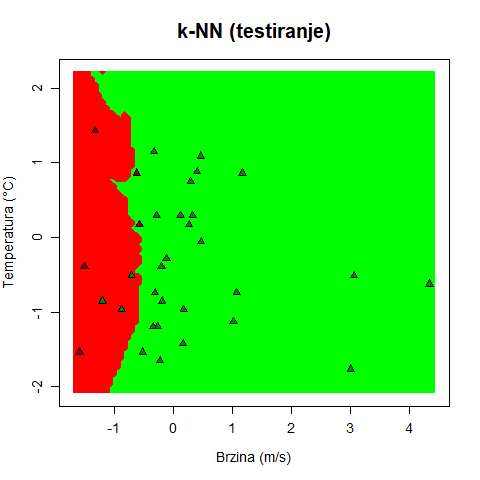 k-NN (testiranje)
Temperatura (°C)
2
1
0
-1
-2
-1 0 1 2 3 4
Brzina (m/s)